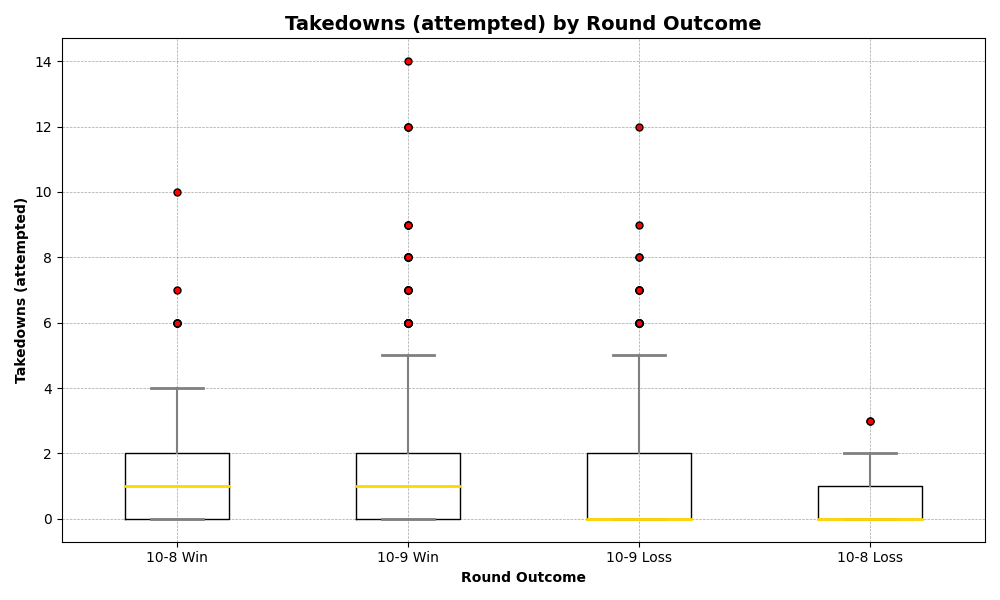 Takedowns (attempted) by Round Outcome
Takedowns (attempted)
14
12
10
8
6
4
2
0
10-8 Win
10-9 Win
10-9 Loss
10-8 Loss
Round Outcome